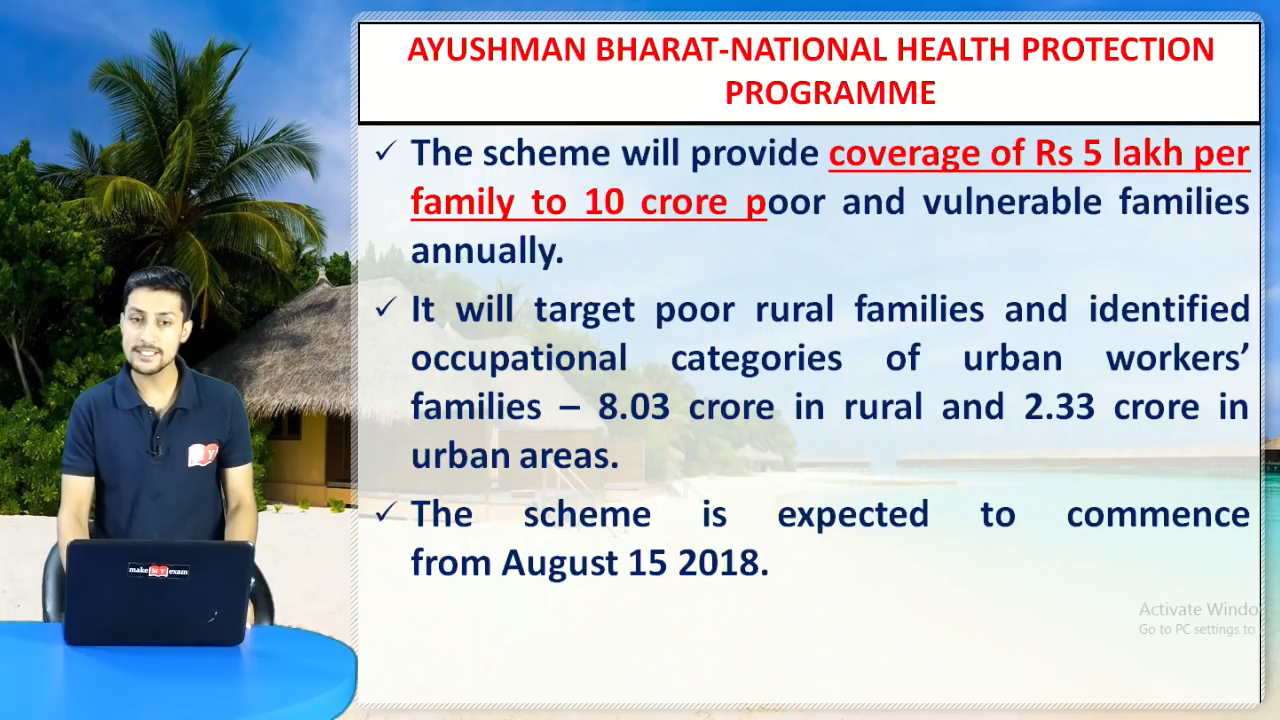 AYUSHMAN BHARAT-NATIONAL HEALTH PROTECTION
PROGRAMME
✓ The scheme will provide coverage of Rs 5 lakh per
family to 10 crore poor and vulnerable families
annually.
✓ It will target poor rural families and identified
occupational categories of urban workers’
families – 8.03 crore in rural and 2.33 crore in
urban areas.
✓ The scheme is expected to commence
from August 15 2018.
make M Y exam
Y
Activate Windo
Go to PC settings to